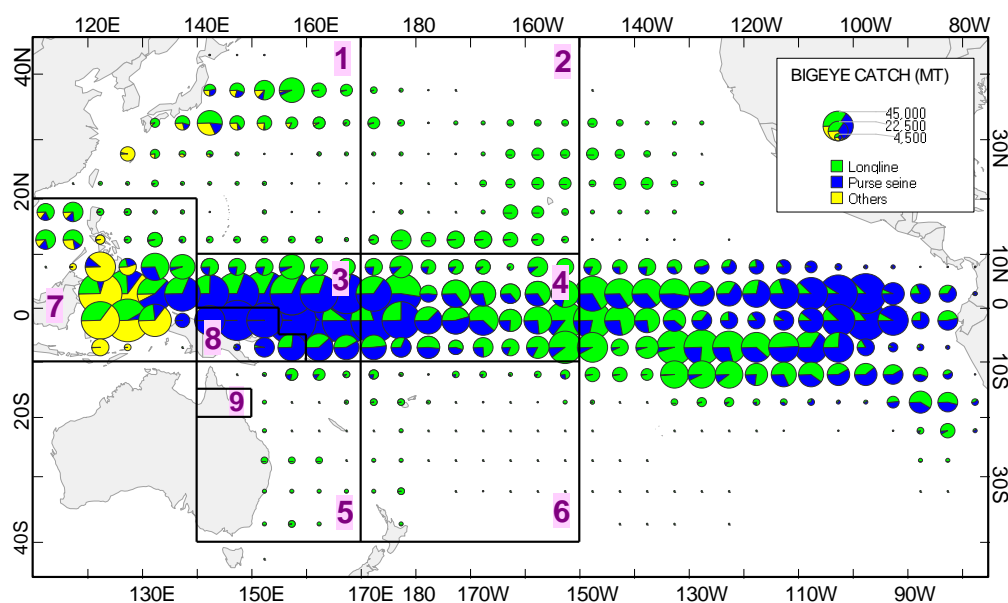 120E 140E 160E 180 160W 140W 120W 100W 80W
40N
1
2
BIGEYE CATCH (MT)
45,000
22,500
4,500
Longline
Purse seine
Others
30N
20N
10N
3
4
7
0
0
8
10S
9
20S
30S
5
6
40S
130E 150E 170E 180 170W 150W 130W 110W 90W